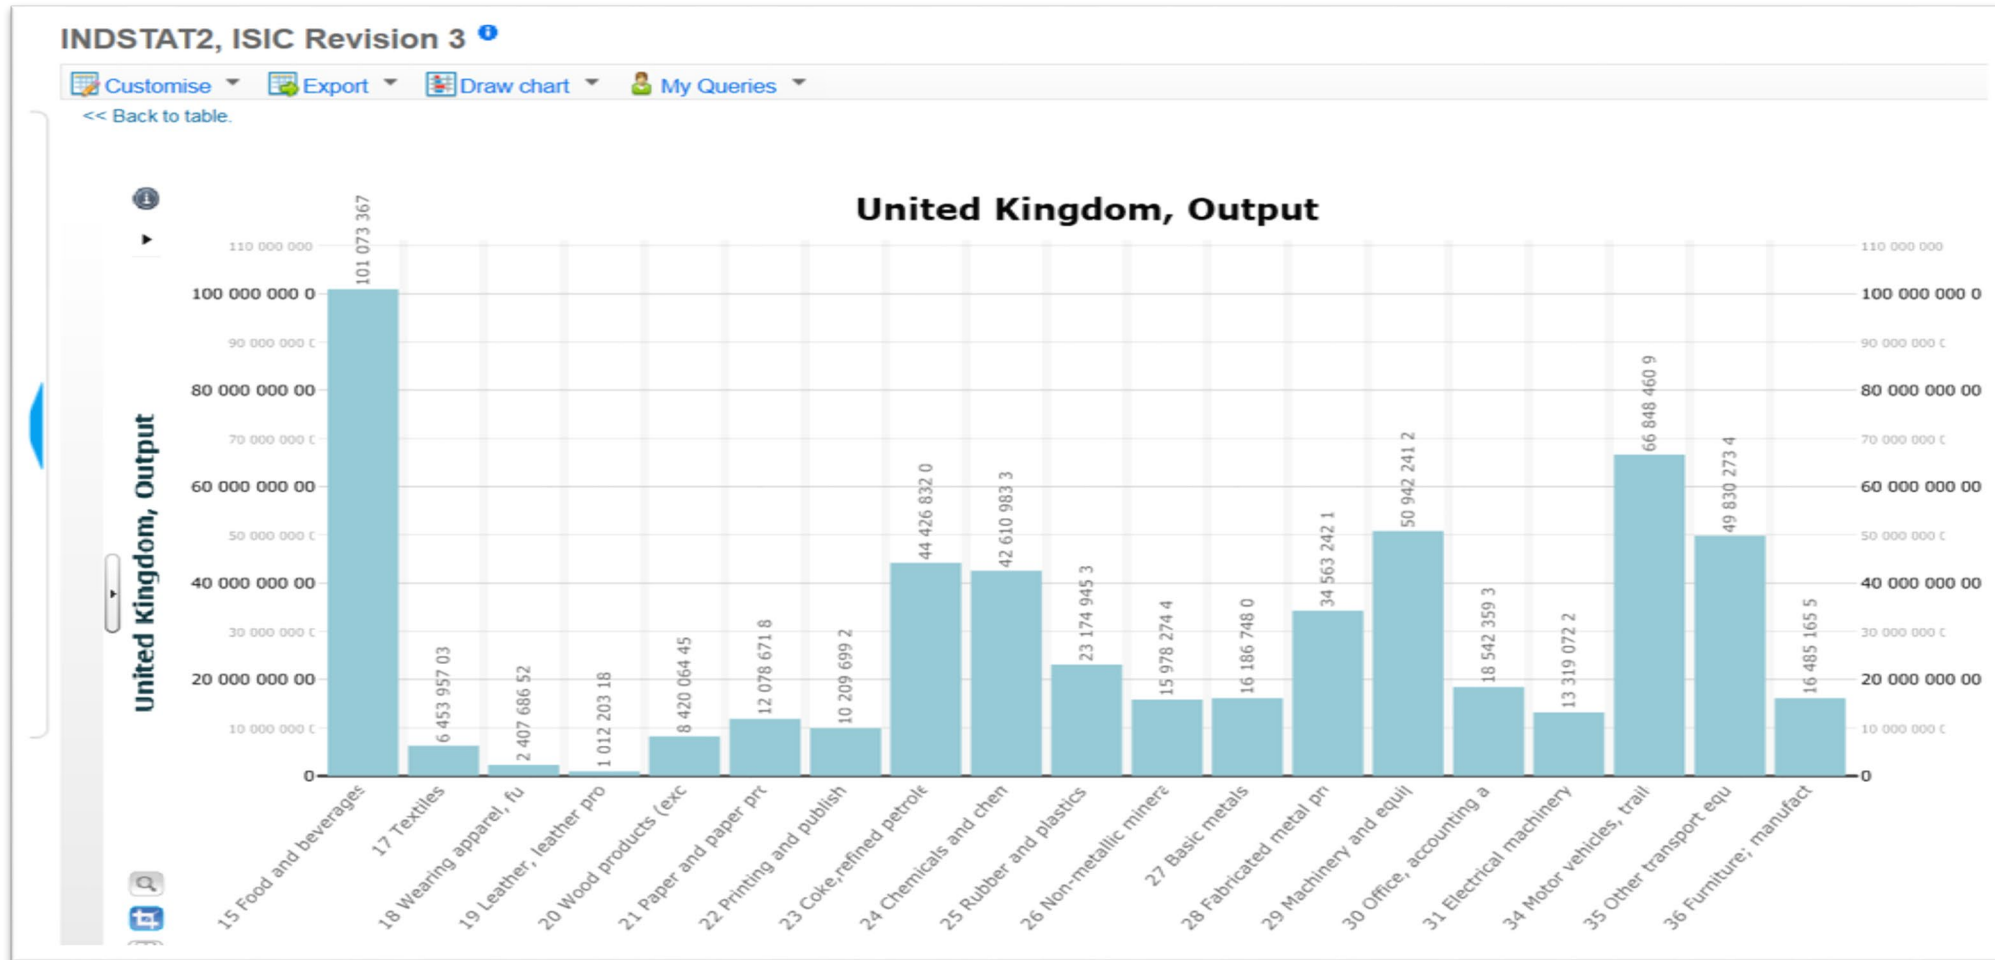 INDSTAT2, ISIC Revision 3
Customise Export Draw chart My Queries
<< Back to table.
United Kingdom, Output
United Kingdom, Output
110 000 000
100 000 000 0
90 000 000 0
80 000 000 00
70 000 000 0
60 000 000 00
50 000 000 0
40 000 000 00
30 000 000 0
20 000 000 00
10 000 000 0
0
101 073 367
6 453 957 03
2 407 686 52
1 012 203 18
8 420 064 45
12 078 671 8
10 209 699 2
44 426 832 0
42 610 983 3
23 174 945 3
15 978 274 4
16 186 748 0
34 563 242 1
50 942 241 2
18 542 359 3
13 319 072 2
66 848 460 9
49 830 273 4
16 485 165 5
110 000 000
100 000 000 0
90 000 000 0
80 000 000 00
70 000 000 0
60 000 000 00
50 000 000 0
40 000 000 00
30 000 000 0
20 000 000 00
10 000 000 0
0
15 Food and beverages
17 Textiles
18 Wearing apparel, fu
19 Leather, leather pro
20 Wood products (exc
21 Paper and paper pro
22 Printing and publish
23 Coke,refined petrole
24 Chemicals and chen
25 Rubber and plastics
26 Non-metallic minera
27 Basic metals
28 Fabricated metal pr
29 Machinery and equi
30 Office, accounting a
31 Electrical machinery
34 Motor vehicles, trail
35 Other transport equ
36 Furniture; manufact